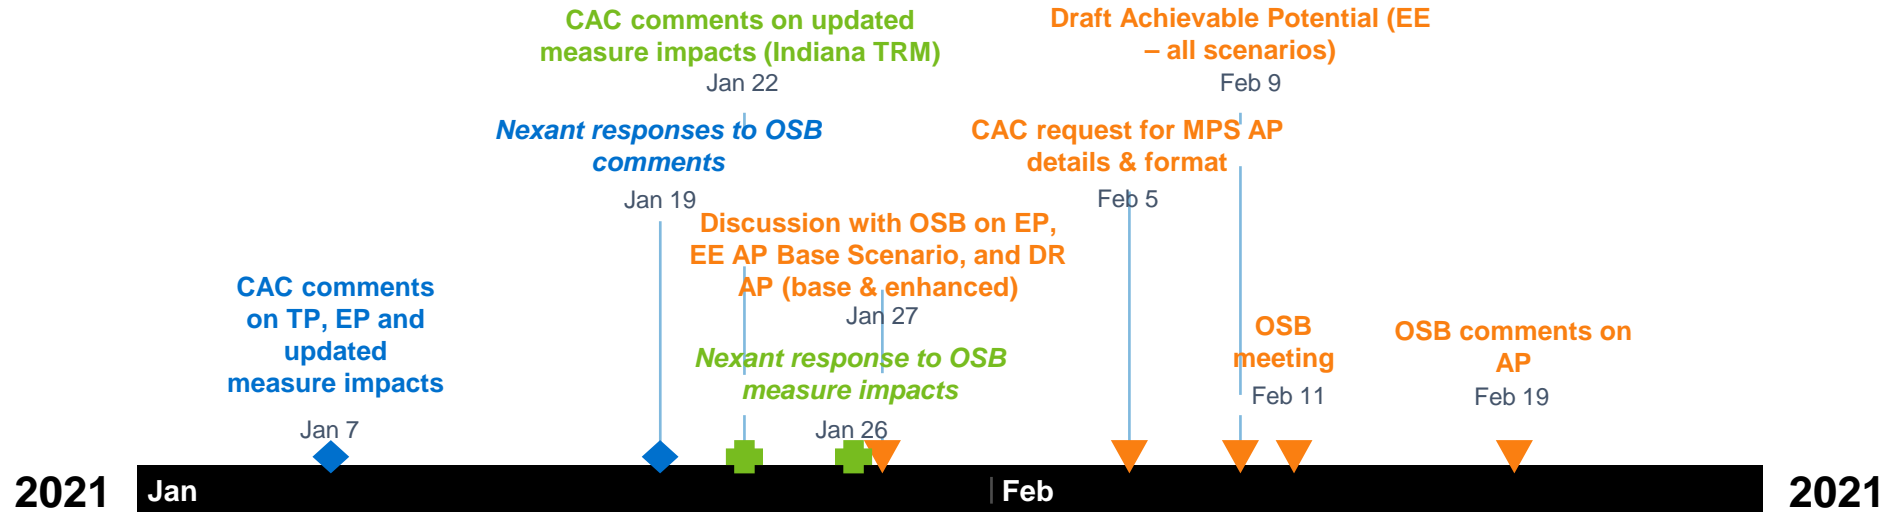 CAC comments on updated
measure impacts (Indiana TRM)
Jan 22
Draft Achievable Potential (EE
– all scenarios)
Feb 9
Nexant responses to OSB
comments
Jan 19
CAC request for MPS AP
details & format
Feb 5
Discussion with OSB on EP,
EE AP Base Scenario, and DR
AP (base & enhanced)
Jan 27
CAC comments
on TP, EP and
updated
measure impacts
Jan 7
Nexant response to OSB
measure impacts
Jan 26
OSB
meeting
Feb 11
OSB comments on
AP
Feb 19
2021
Jan
Feb
2021